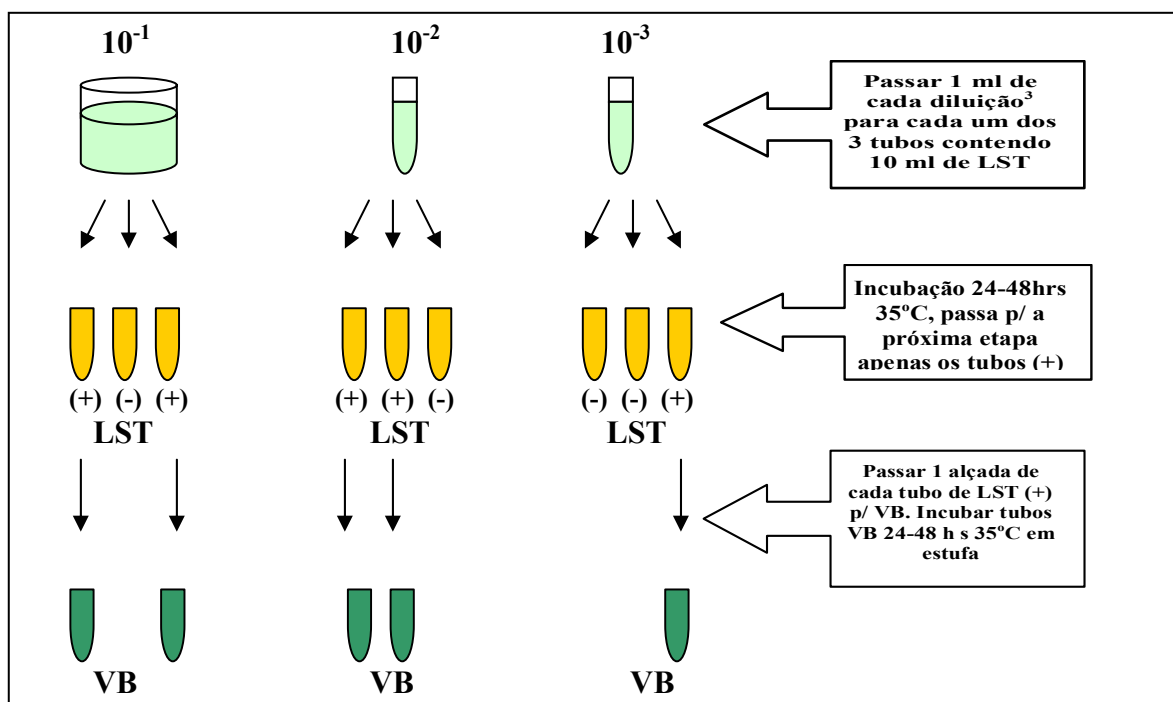 10-1 10-2 10-3
Passar 1 ml de
cada diluição3
para cada um dos
3 tubos contendo
10 ml de LST
Incubação 24-48hrs
35ºC, passa p/ a
próxima etapa
apenas os tubos (+)
(+) (-) (+) (+) (+) (-) (-) (-) (+)
LST LST LST
Passar 1 alçada de
cada tubo de LST (+)
p/ VB. Incubar tubos
VB 24-48 h s 35ºC em
estufa
VB VB VB